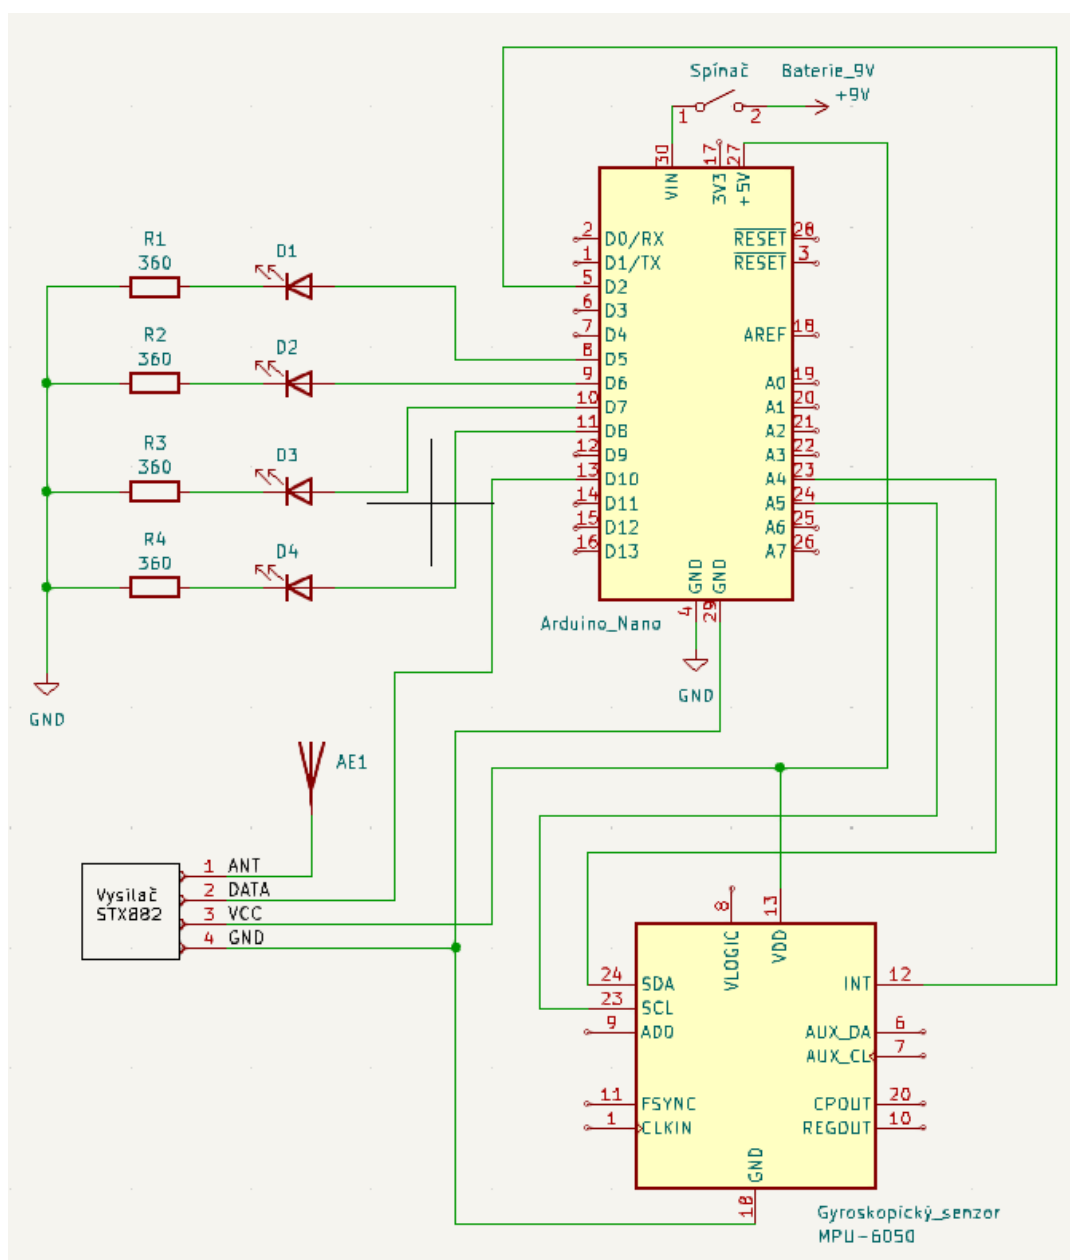 Spínač
Baterie_9V
+9V
1
2
30
17
27
VIN
3V3
+5V
2
D0/RX
1
D1/TX
5
D2
6
D3
7
D4
8
D5
9
D6
10
D7
11
D8
12
D9
13
D10
14
D11
15
D12
16
D13
RESET
28
RESET
3
AREF
18
A0
19
A1
20
A2
21
A3
22
A4
23
A5
24
A6
25
A7
26
GND
GND
4
29
Arduino_Nano
GND
R1
360
D1
R2
360
D2
R3
360
D3
R4
360
D4
GND
AE1
Vysílač
STX882
1
ANT
2
DATA
3
VCC
4
GND
8
13
VLOGIC
VDD
24
SDA
23
SCL
9
AD0
11
FSYNC
1
CLKIN
INT
12
AUX_DA
6
AUX_CL
7
CPOUT
20
REGOUT
10
GND
18
Gyroskopický_senzor
MPU-6050